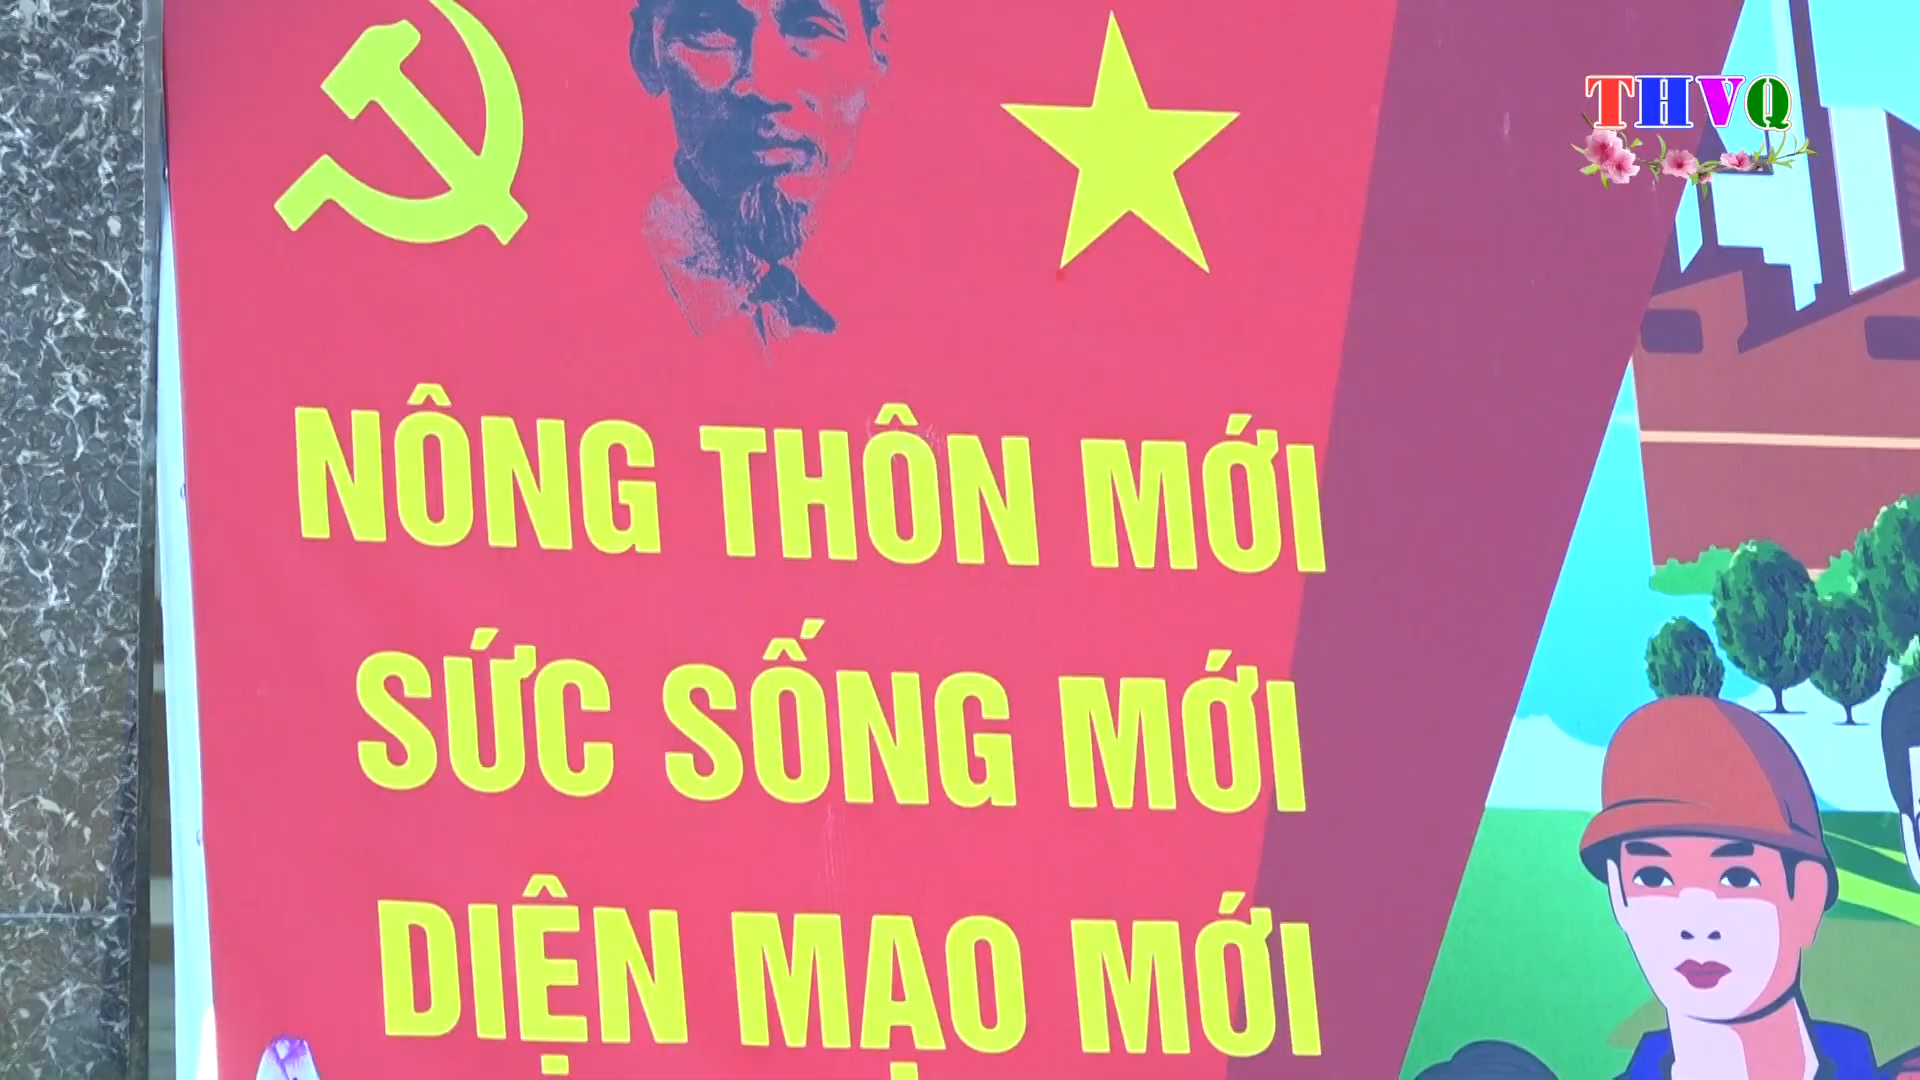 THVQ
NÔNG THÔN MỚI
SỨC SỐNG MỚI
DIỆN MẠO MỚI